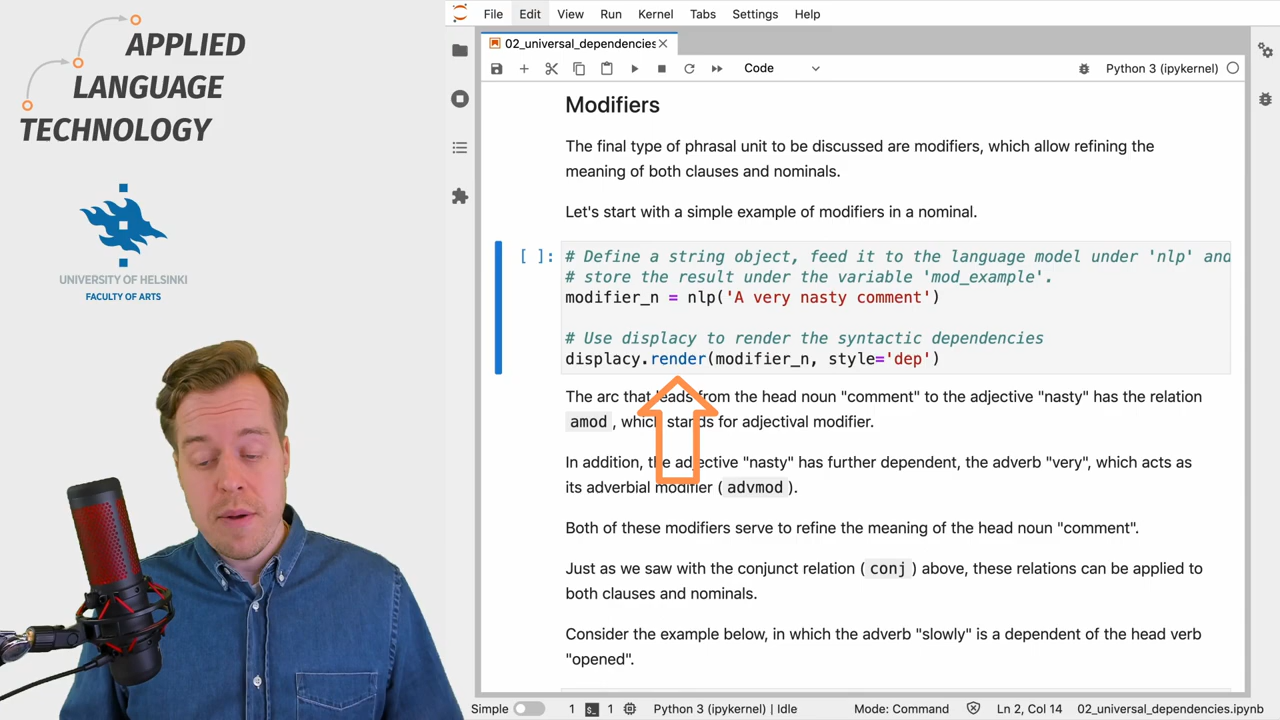 APPLIED
LANGUAGE
TECHNOLOGY
UNIVERSITY OF HELSINKI
FACULTY OF ARTS
File Edit View Run Kernel Tabs Settings Help
02_universal_dependencies
Code
Python 3 (ipykernel)
Modifiers
The final type of phrasal unit to be discussed are modifiers, which allow refining the
meaning of both clauses and nominals.
Let's start with a simple example of modifiers in a nominal.
[ ]:
# Define a string object, feed it to the language model under 'nlp' and
# store the result under the variable 'mod_example'.
modifier_n = nlp('A very nasty comment')
# Use displacy to render the syntactic dependencies
displacy.render(modifier_n, style='dep')
The arc that leads from the head noun "comment" to the adjective "nasty" has the relation
amod, which stands for adjectival modifier.
In addition, the adjective "nasty" has further dependent, the adverb "very", which acts as
its adverbial modifier (advmod).
Both of these modifiers serve to refine the meaning of the head noun "comment".
Just as we saw with the conjunct relation (conj) above, these relations can be applied to
both clauses and nominals.
Consider the example below, in which the adverb "slowly" is a dependent of the head verb
"opened".
Simple 1 1 Python 3 (ipykernel) | Idle Mode: Command Ln 2, Col 14 02_universal_dependencies.ipynb